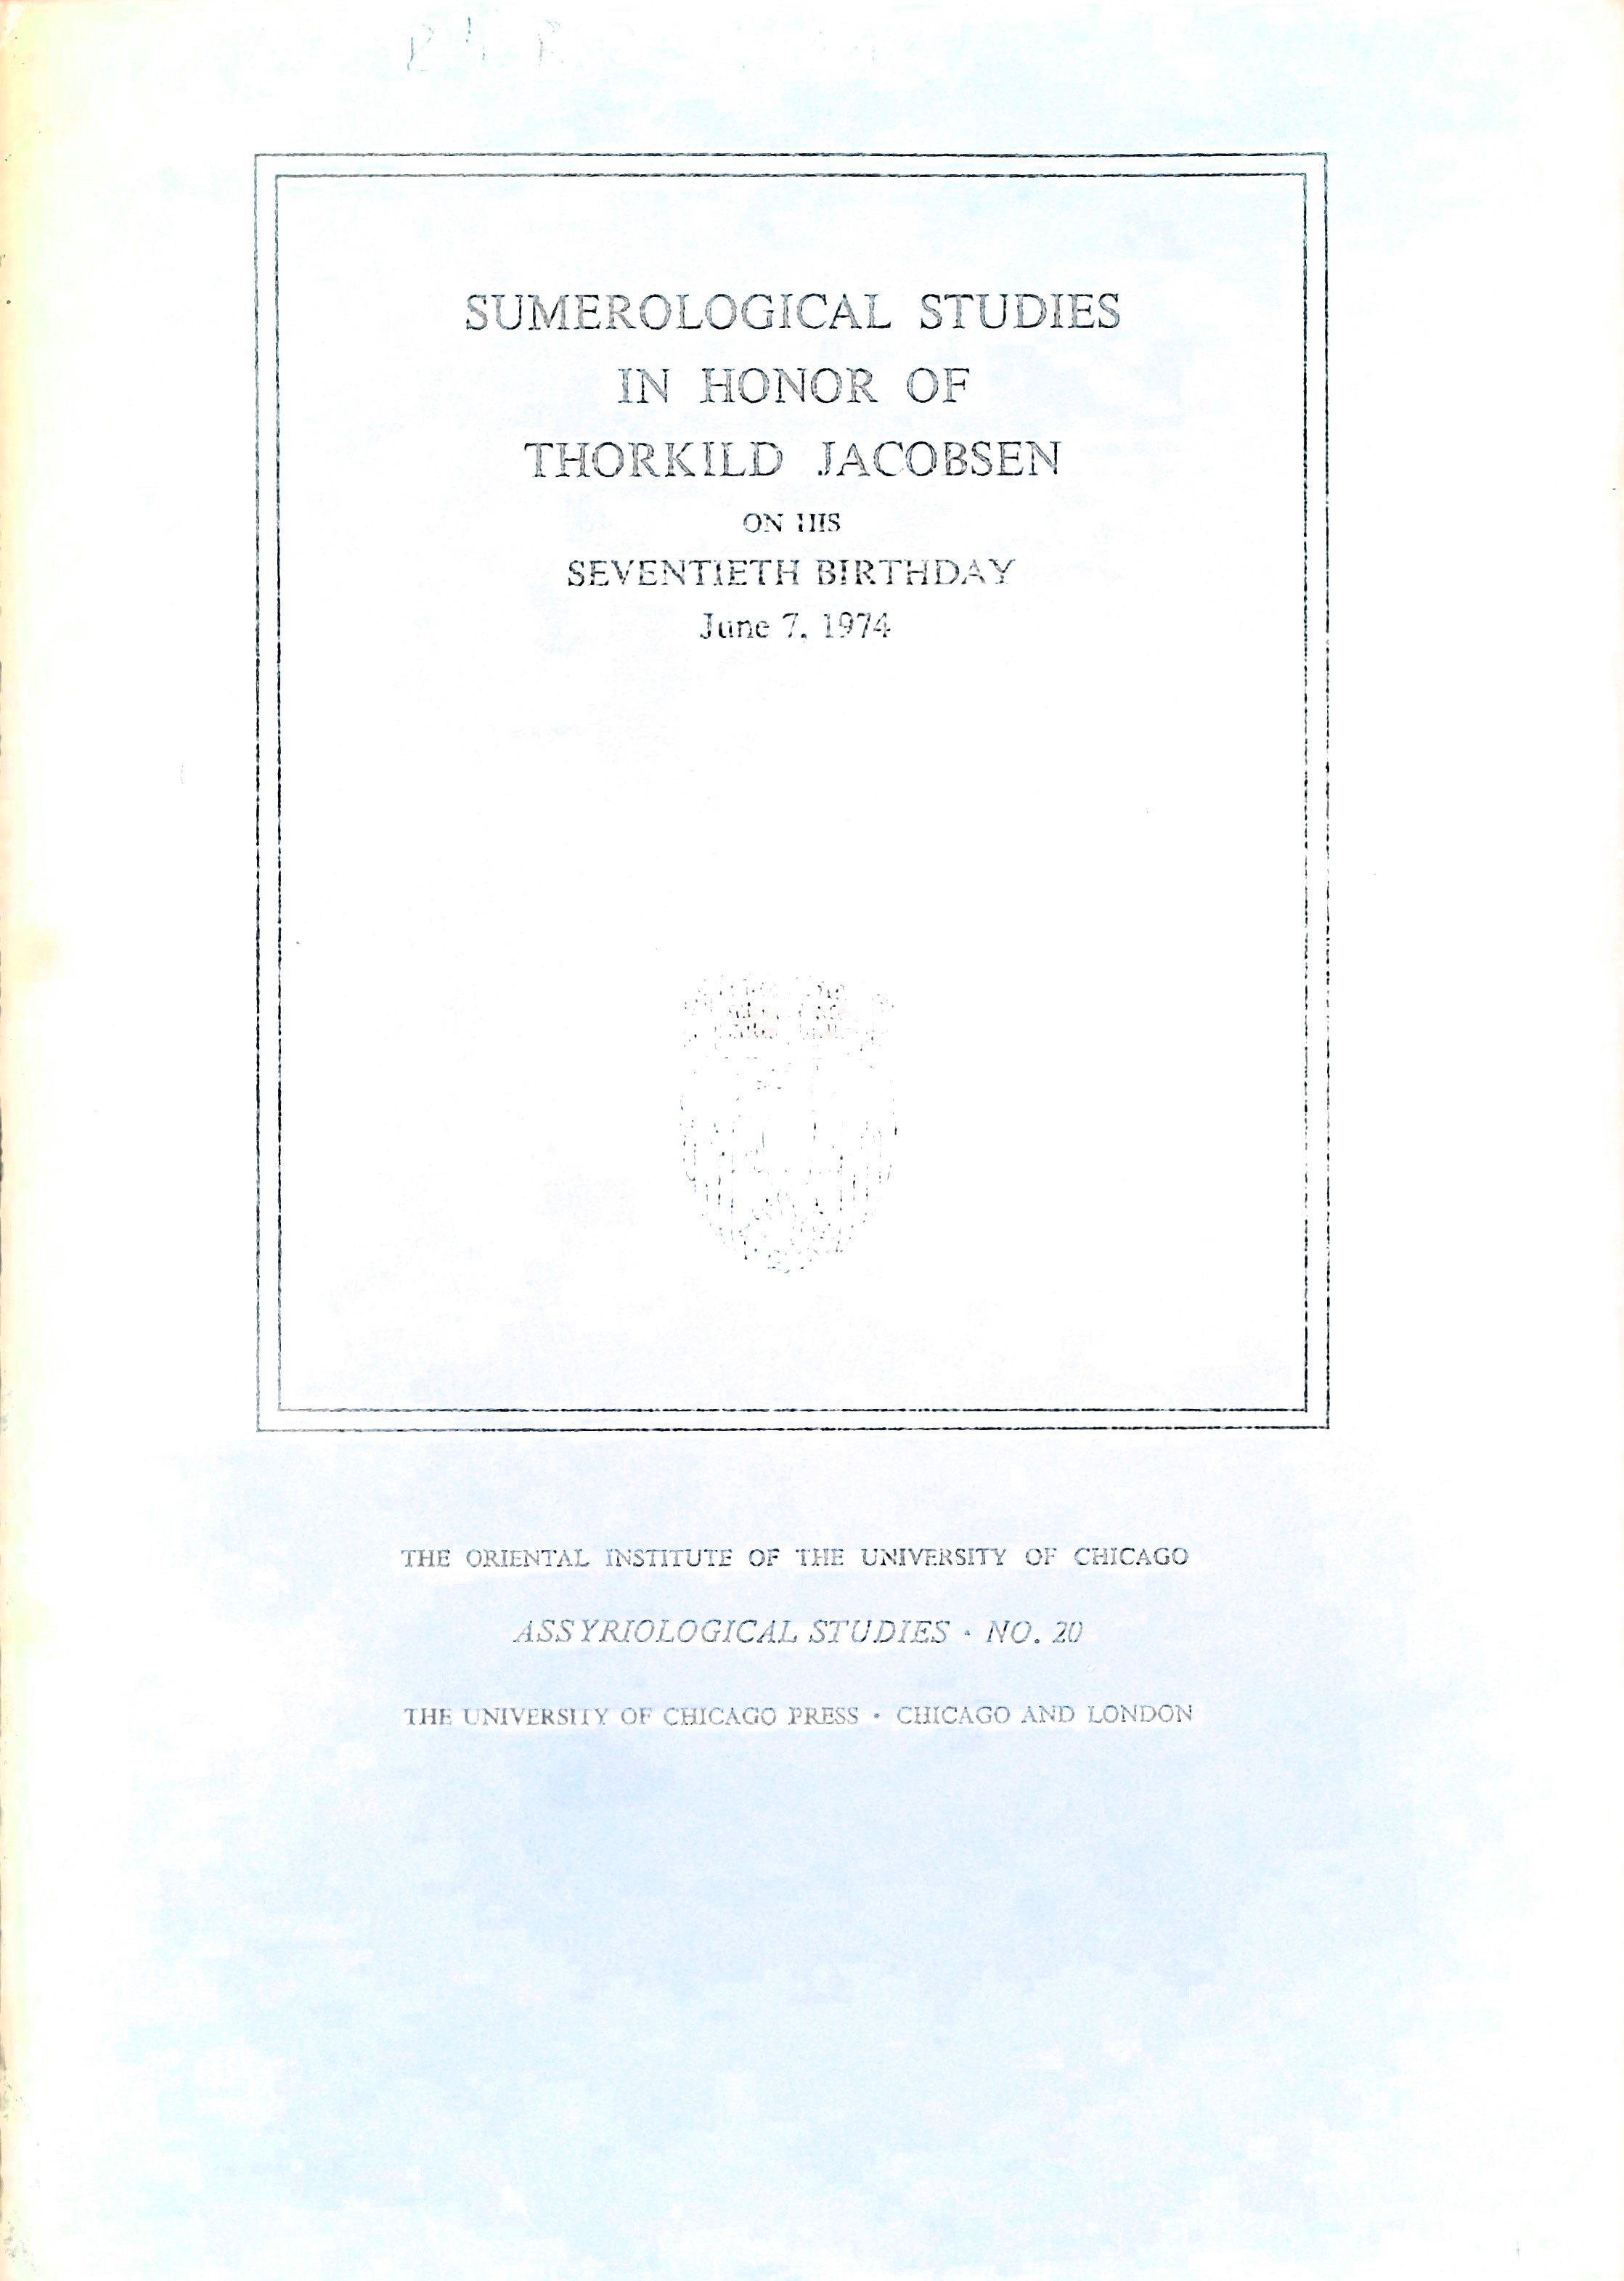 SUMEROLOGICAL STUDIES
IN HONOR OF
THORKILD JACOBSEN
ON HIS
SEVENTIETH BIRTHDAY
June 7, 1974
THE ORIENTAL INSTITUTE OF THE UNIVERSITY OF CHICAGO
ASSYRIOLOGICAL STUDIES • NO. 20
THE UNIVERSITY OF CHICAGO PRESS • CHICAGO AND LONDON